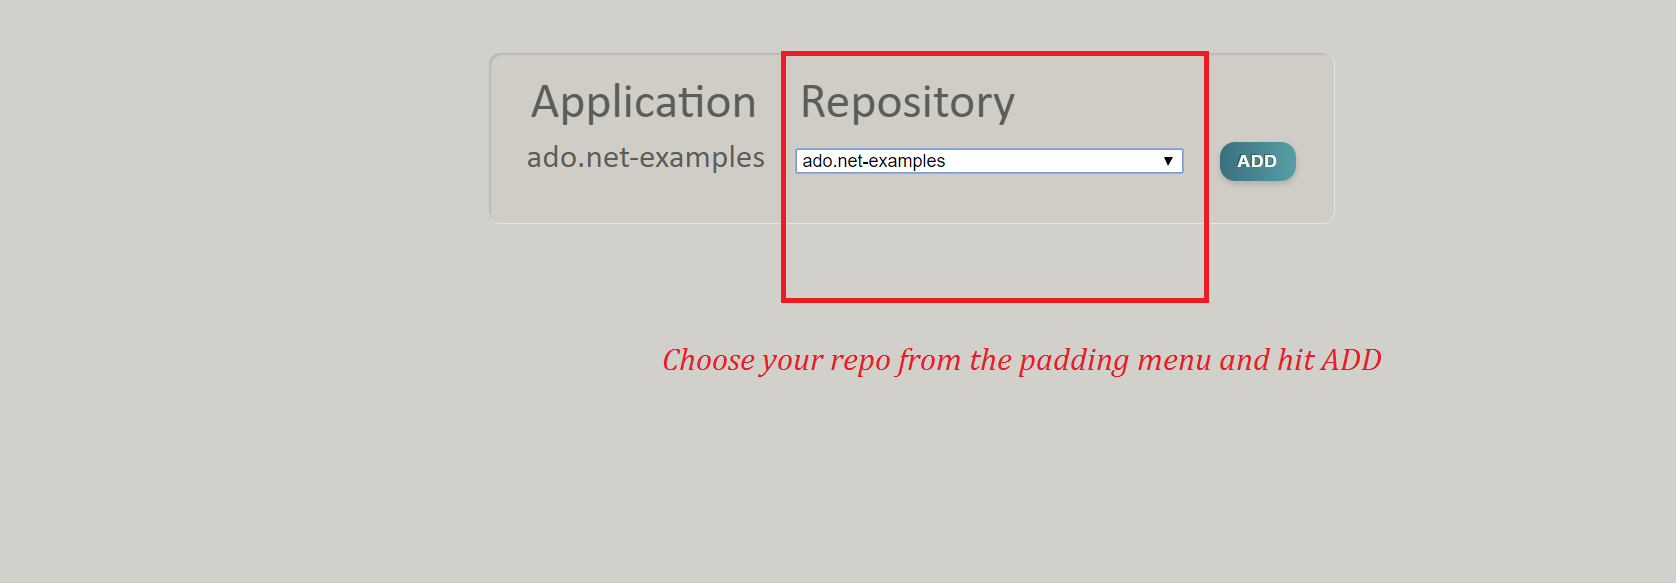 Application Repository
ado.net-examples ado.net-examples ADD
Choose your repo from the padding menu and hit ADD